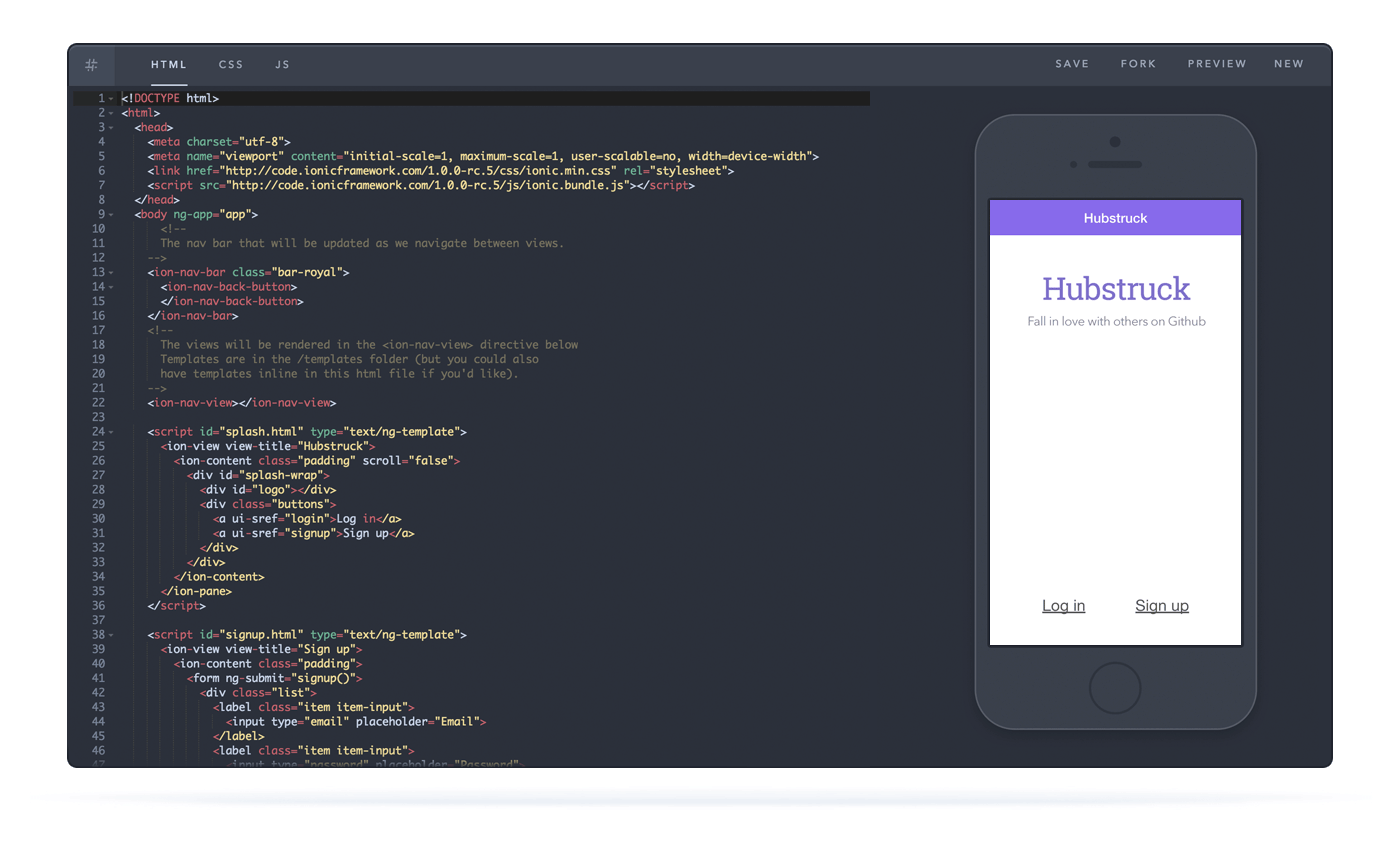 #
HTML CSS JS
SAVE FORK PREVIEW NEW
1 <!DOCTYPE html>
2 <html>
3 <head>
4 <meta charset="utf-8">
5 <meta name="viewport" content="initial-scale=1, maximum-scale=1, user-scalable=no, width=device-width">
6 <link href="http://code.ionicframework.com/1.0.0-rc.5/css/ionic.min.css" rel="stylesheet">
7 <script src="http://code.ionicframework.com/1.0.0-rc.5/js/ionic.bundle.js"></script>
8 </head>
9 <body ng-app="app">
10 <!--
11 The nav bar that will be updated as we navigate between views.
12 -->
13 <ion-nav-bar class="bar-royal">
14 <ion-nav-back-button>
15 </ion-nav-back-button>
16 </ion-nav-bar>
17 <!--
18 The views will be rendered in the <ion-nav-view> directive below
19 Templates are in the /templates folder (but you could also
20 have templates inline in this html file if you'd like).
21 -->
22 <ion-nav-view></ion-nav-view>
23
24 <script id="splash.html" type="text/ng-template">
25 <ion-view view-title="Hubstruck">
26 <ion-content class="padding" scroll="false">
27 <div id="splash-wrap">
28 <div id="logo"></div>
29 <div class="buttons">
30 <a ui-sref="login">Log in</a>
31 <a ui-sref="signup">Sign up</a>
32 </div>
33 </div>
34 </ion-content>
35 </ion-pane>
36 </script>
37
38 <script id="signup.html" type="text/ng-template">
39 <ion-view view-title="Sign up">
40 <ion-content class="padding">
41 <form ng-submit="signup()">
42 <div class="list">
43 <label class="item item-input">
44 <input type="email" placeholder="Email">
45 </label>
46 <label class="item item-input">
47 <input type="password" placeholder="Password">
Hubstruck
Hubstruck
Fall in love with others on Github
Log in Sign up